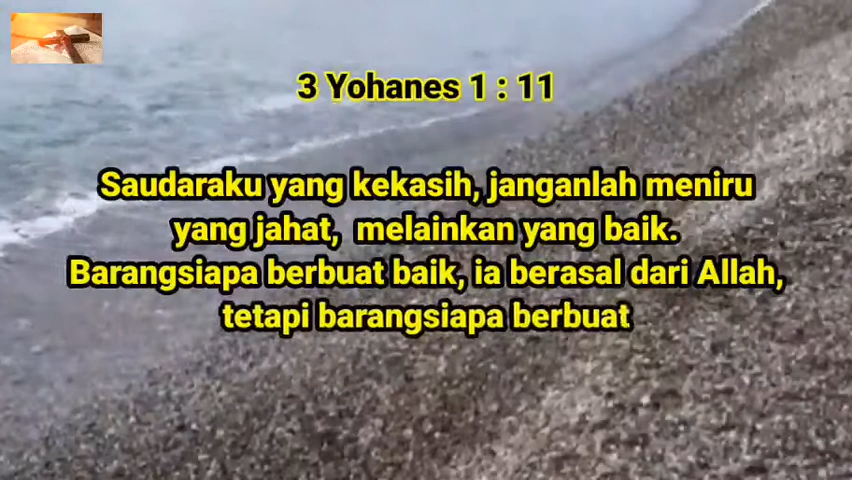 3 Yohanes 1 : 11
Saudaraku yang kekasih, janganlah meniru
yang jahat, melainkan yang baik.
Barangsiapa berbuat baik, ia berasal dari Allah,
tetapi barangsiapa berbuat